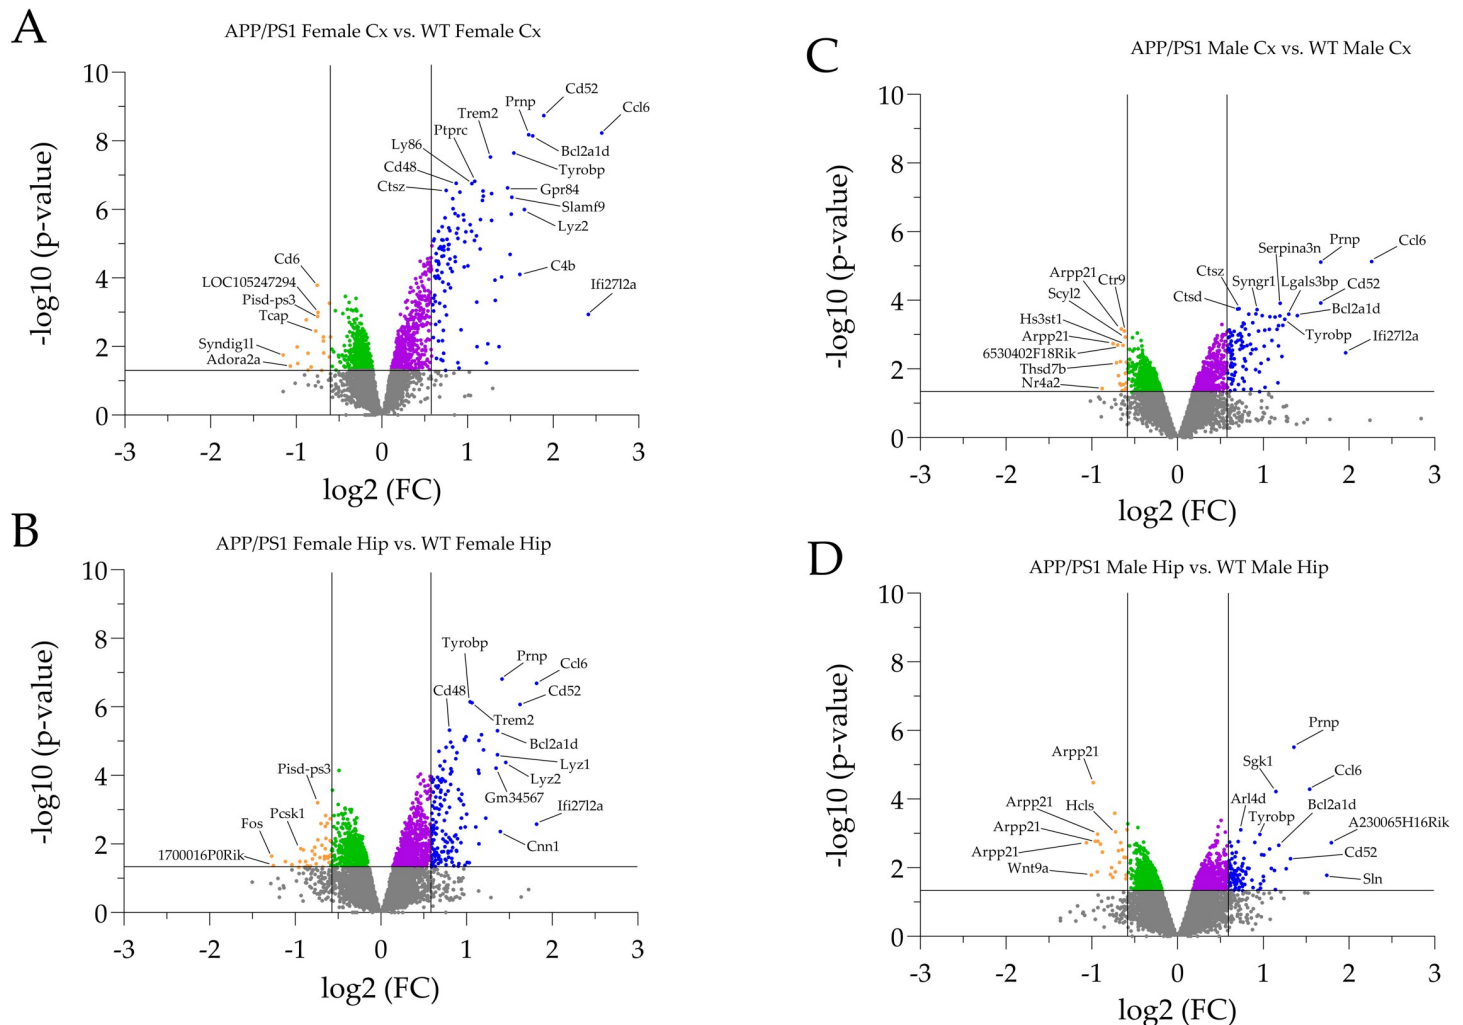 A
APP/PS1 Female Cx vs. WT Female Cx
-log10 (p-value)
10
8
6
4
2
0
Cd52
Ccl6
Prnp
Trem2
Ptprc
Ly86
Cd48
Ctsz
Bcl2a1d
Tyrobp
Gpr84
Slamf9
Lyz2
C4b
Ifi27l2a
Cd6
LOC105247294
Pisd-ps3
Tcap
Syndig1l
Adora2a
-3 -2 -1 0 1 2 3
log2 (FC)
B
APP/PS1 Female Hip vs. WT Female Hip
-log10 (p-value)
10
8
6
4
2
0
Tyrobp
Prnp
Ccl6
Cd48
Cd52
Trem2
Bcl2a1d
Lyz1
Lyz2
Gm34567
Ifi27l2a
Cnn1
Pisd-ps3
Pcsk1
Fos
1700016P0Rik
-3 -2 -1 0 1 2 3
log2 (FC)
C
APP/PS1 Male Cx vs. WT Male Cx
-log10 (p-value)
10
8
6
4
2
0
Serpina3n
Prnp
Ccl6
Ctsz
Syngr1
Lgals3bp
Cd52
Ctsd
Bcl2a1d
Tyrobp
Ifi27l2a
Arpp21
Ctr9
Scyl2
Hs3st1
Arpp21
6530402F18Rik
Thsd7b
Nr4a2
-3 -2 -1 0 1 2 3
log2 (FC)
D
APP/PS1 Male Hip vs. WT Male Hip
-log10 (p-value)
10
8
6
4
2
0
Prnp
Sgk1
Ccl6
Arl4d
Bcl2a1d
Tyrobp
A230065H16Rik
Cd52
Sln
Arpp21
Arpp21
Hcls
Arpp21
Arpp21
Wnt9a
-3 -2 -1 0 1 2 3
log2 (FC)